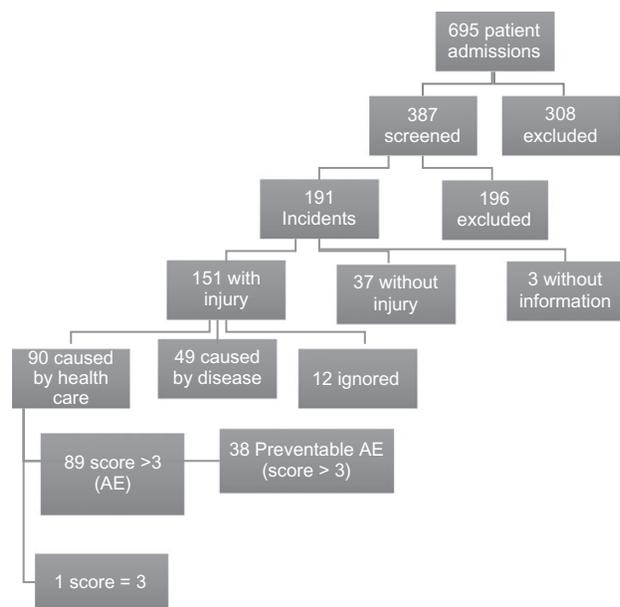 695 patient
admissions
387
screened
308
excluded
191
Incidents
196
excluded
151 with
injury
37 without
injury
3 without
information
90 caused
by health
care
49 caused
by disease
12 ignored
89 score >3
(AE)
38 Preventable AE
(score > 3)
1 score = 3